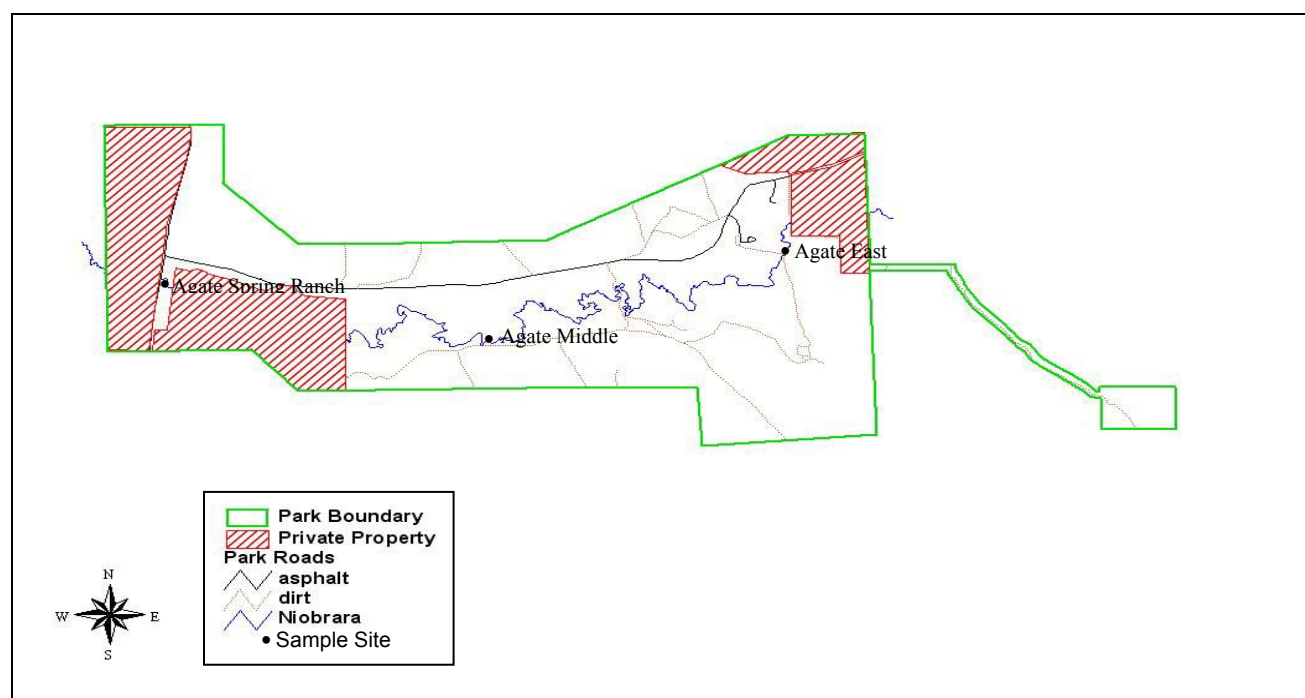 Agate East
Agate Spring Ranch
Agate Middle
Park Boundary
Private Property
Park Roads
asphalt
dirt
Niobrara
Sample Site
N
W E
S